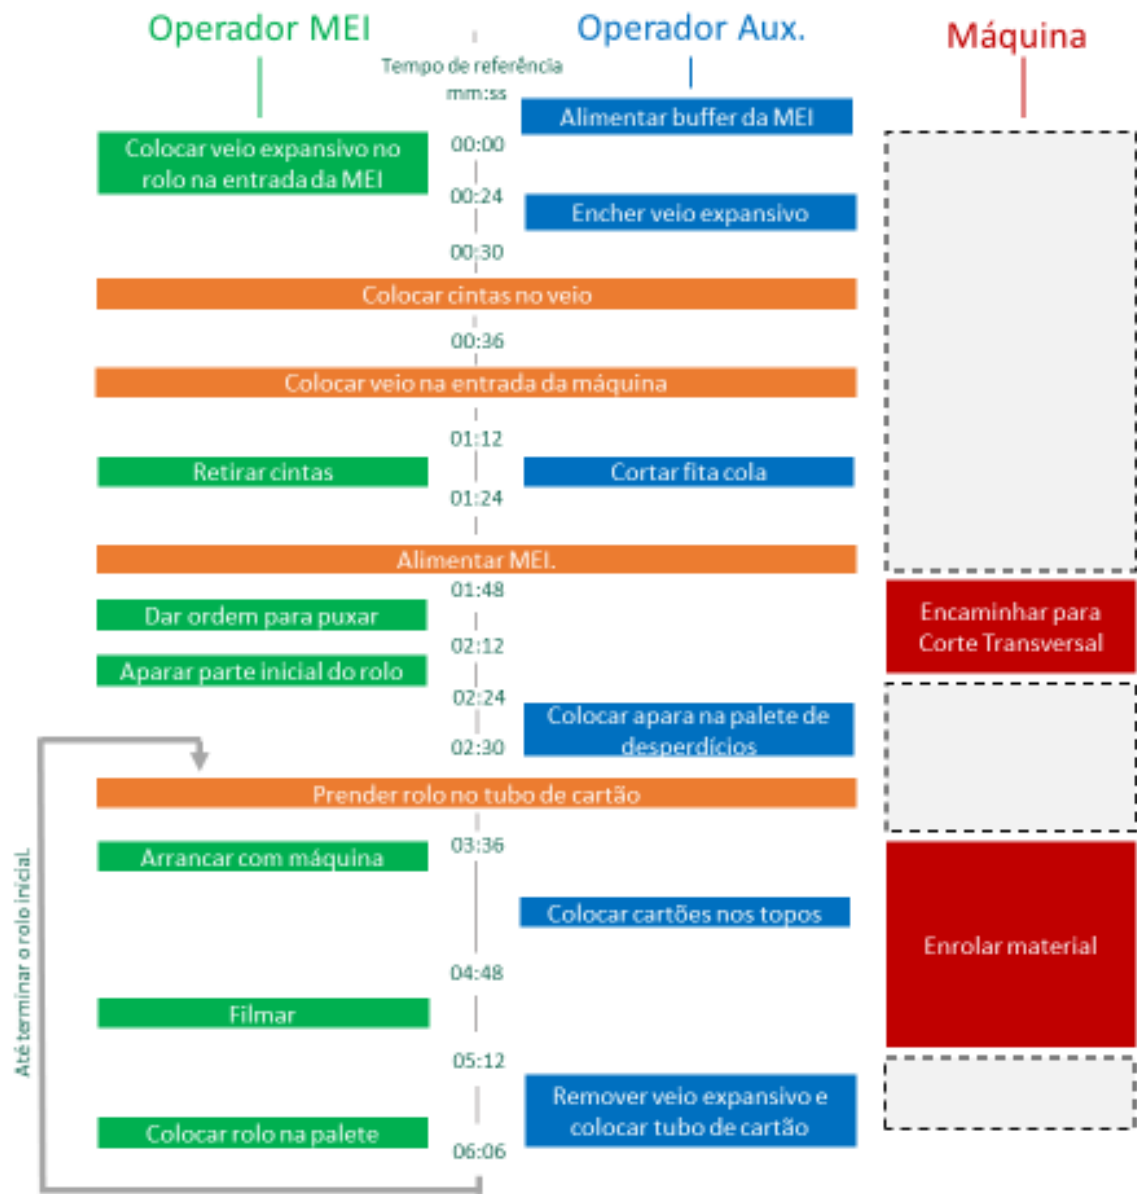 Operador MEI
Operador Aux.
Máquina
Tempo de referência
mm:ss
Alimentar buffer da MEI
00:00
Colocar veio expansivo no
rolo na entrada da MEI
00:24
Encher veio expansivo
00:30
Colocar cintas no veio
00:36
Colocar veio na entrada da máquina
01:12
Retirar cintas
Cortar fita cola
01:24
Alimentar MEI.
01:48
Dar ordem para puxar
Encaminhar para
Corte Transversal
02:12
Aparar parte inicial do rolo
02:24
Colocar apara na palete de
desperdícios
02:30
Prender rolo no tubo de cartão
03:36
Arrancar com máquina
Colocar cartões nos topos
Enrolar material
04:48
Filmar
05:12
Remover veio expansivo e
colocar tubo de cartão
Colocar rolo na palete
06:06
Até terminar o rolo inicial.